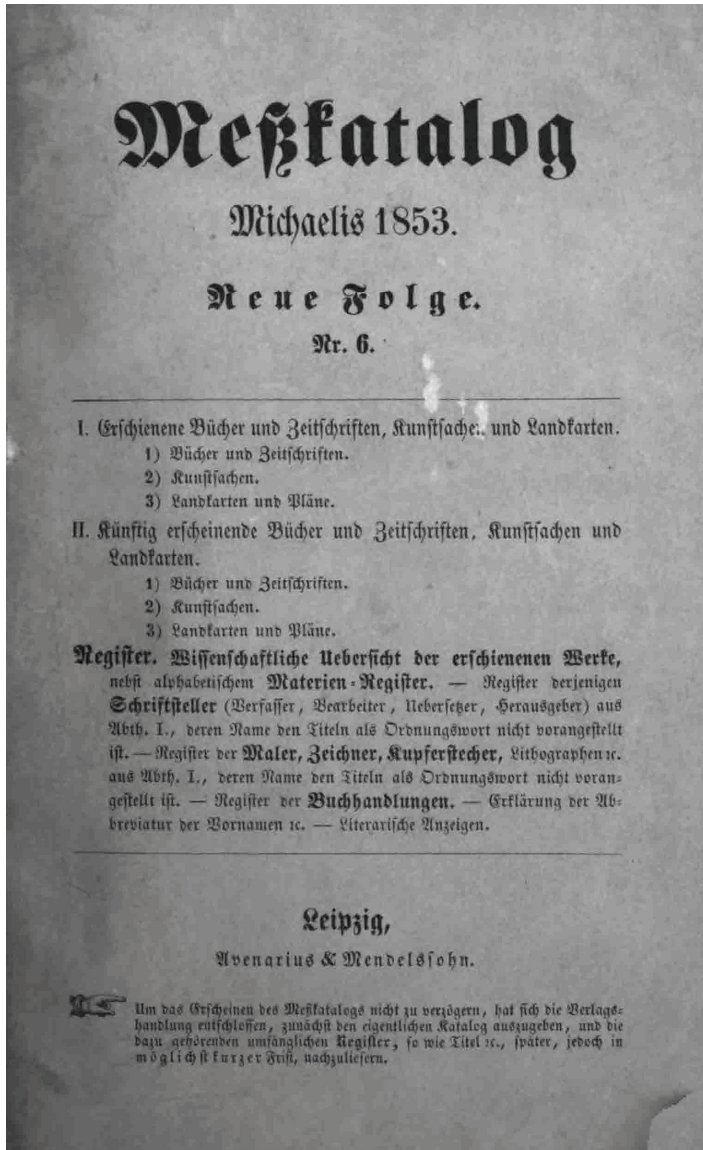 Meßkatalog
Michaelis 1853.
Neue Folge.
Nr. 6.
I. Erschienene Bücher und Zeitschriften, Kunstsachen und Landkarten.
1) Bücher und Zeitschriften.
2) Kunstsachen.
3) Landkarten und Pläne.
II. Künftig erscheinende Bücher und Zeitschriften, Kunstsachen und
Landkarten.
1) Bücher und Zeitschriften.
2) Kunstsachen.
3) Landkarten und Pläne.
Register. Wissenschaftliche Uebersicht der erschienenen Werke,
nebst alphabetischem Materien-Register. — Register derjenigen
Schriftsteller (Verfasser, Bearbeiter, Uebersetzer, Herausgeber) aus
Abth. I., deren Name den Titeln als Ordnungswort nicht vorangestellt
ist. — Register der Maler, Zeichner, Kupferstecher, Lithographen ꝛc.
aus Abth. I., deren Name den Titeln als Ordnungswort nicht voran-
gestellt ist. — Register der Buchhandlungen. — Erklärung der Ab-
breviatur der Vornamen ꝛc. — Literarische Anzeigen.
Leipzig,
Avenarius & Mendelssohn.
Um das Erscheinen des Meßkatalogs nicht zu verzögern, hat sich die Verlags-
handlung entschlossen, zunächst den eigentlichen Katalog auszugeben, und die
dazu gehörenden umfänglichen Register, so wie Titel ꝛc., später, jedoch in
möglichst kurzer Frist, nachzuliefern.